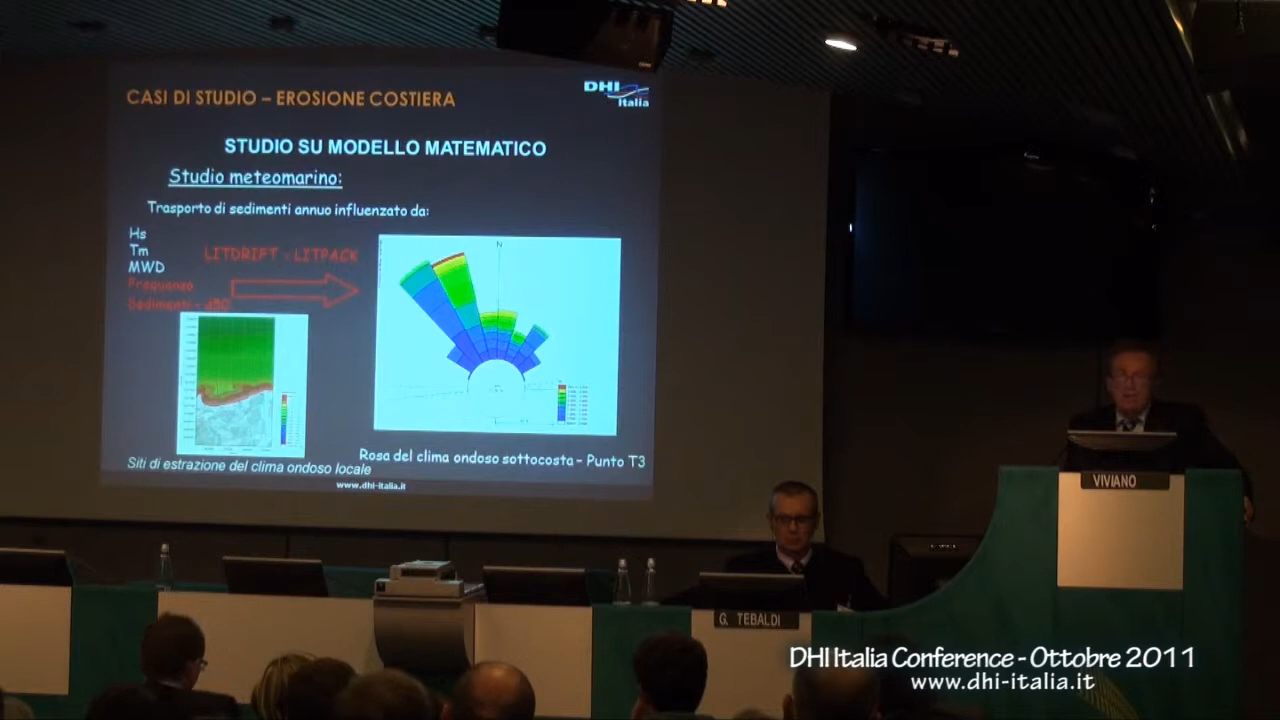 CASI DI STUDIO – EROSIONE COSTIERA
DHI
Italia
STUDIO SU MODELLO MATEMATICO
Studio meteomarino:
Trasporto di sedimenti annuo influenzato da:
Hs
Tm
MWD
Frequenza
Sedimenti - d50
LITDRIFT - LITPACK
N
Rosa del clima ondoso sottocosta – Punto T3
Siti di estrazione del clima ondoso locale
www.dhi-italia.it
VIVIANO
G. TEBALDI
DHI Italia Conference - Ottobre 2011
www.dhi-italia.it